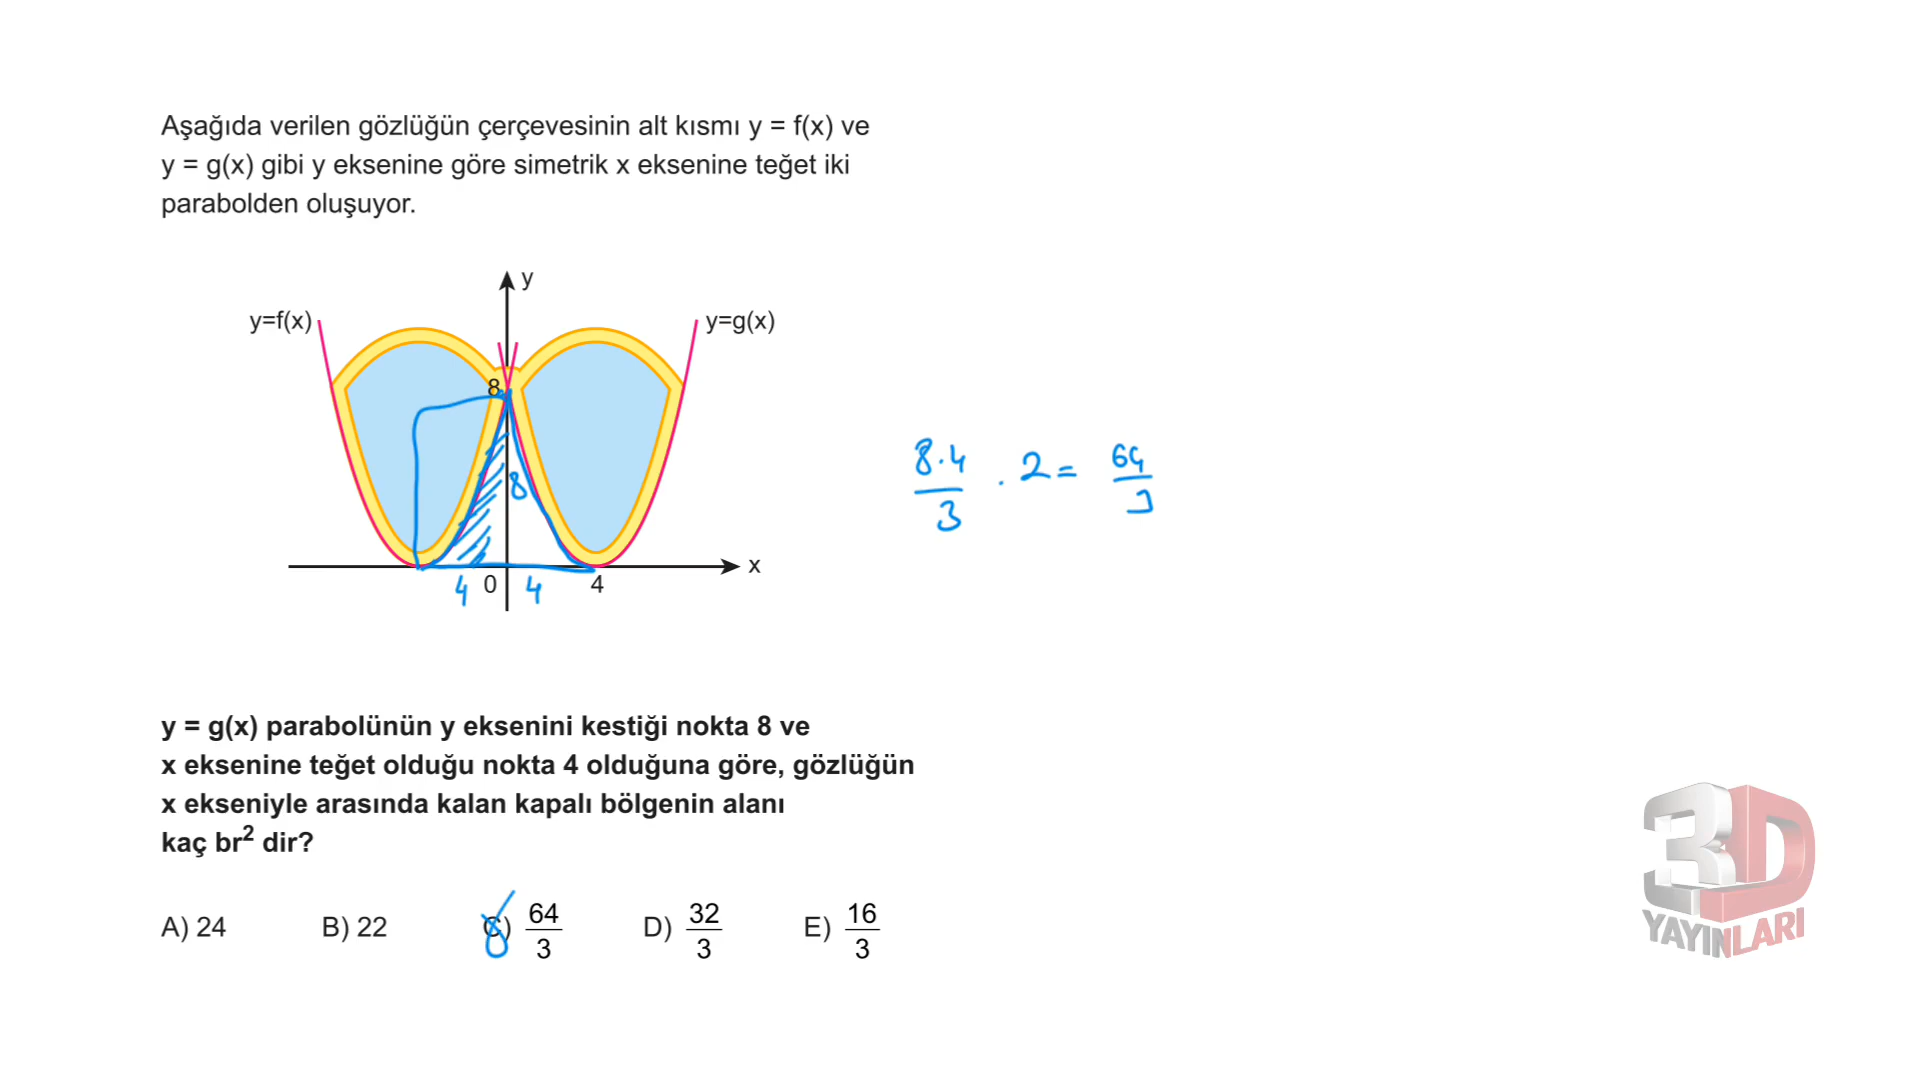 Aşağıda verilen gözlüğün çerçevesinin alt kısmı y = f(x) ve
y = g(x) gibi y eksenine göre simetrik x eksenine teğet iki
parabolden oluşuyor.
y
y=f(x)
y=g(x)
8
8
x
4 0 4 4
8.4/3 . 2 = 64/3
y = g(x) parabolünün y eksenini kestiği nokta 8 ve
x eksenine teğet olduğu nokta 4 olduğuna göre, gözlüğün
x ekseniyle arasında kalan kapalı bölgenin alanı
kaç br² dir?
A) 24 B) 22 C) 64/3 D) 32/3 E) 16/3
3D
YAYINLARI